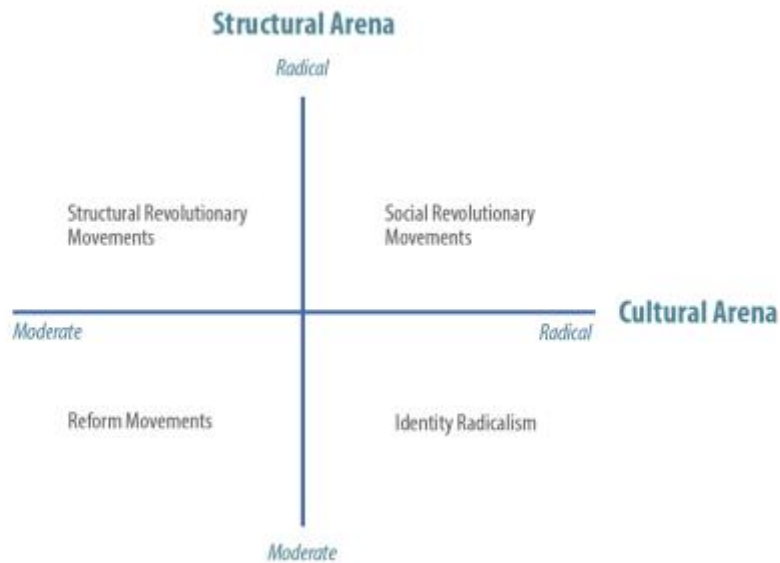 Structural Arena
Radical
Structural Revolutionary
Movements
Social Revolutionary
Movements
Cultural Arena
Moderate
Radical
Reform Movements
Identity Radicalism
Moderate